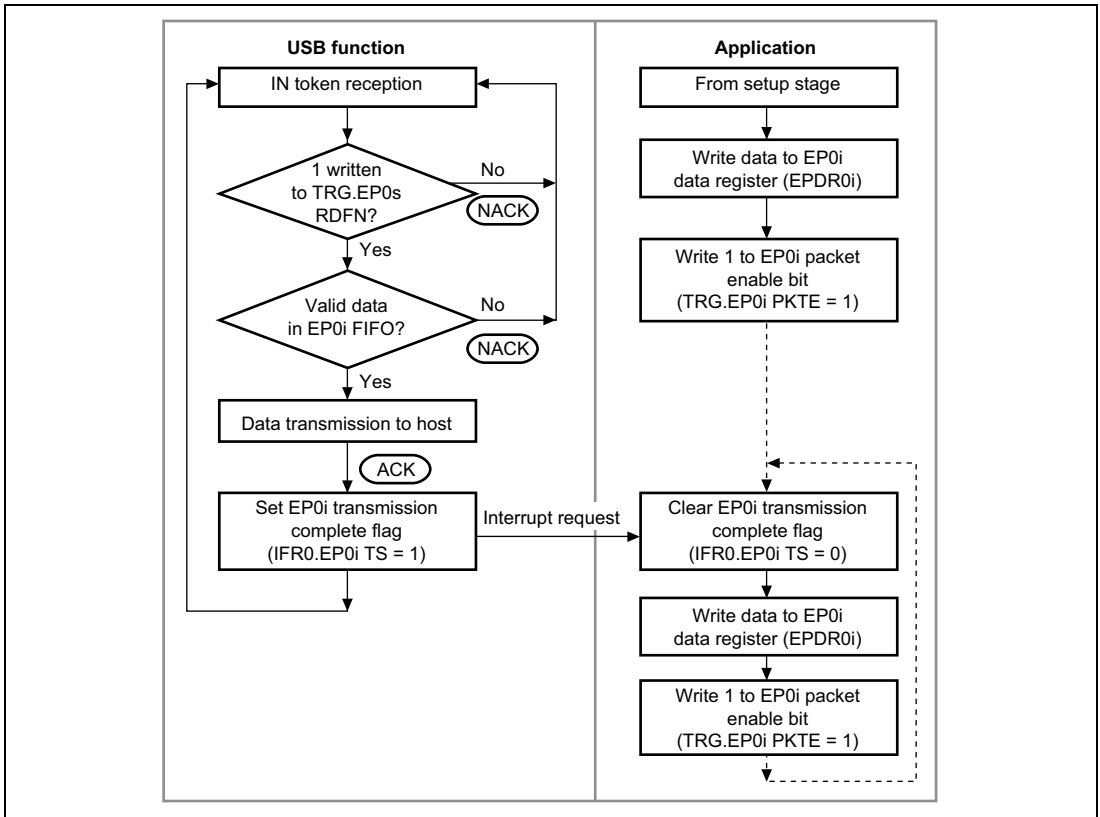 USB function
IN token reception
1 written
to TRG.EP0s
RDFN?
No
NACK
Yes
Valid data
in EP0i FIFO?
No
NACK
Yes
Data transmission to host
ACK
Set EP0i transmission
complete flag
(IFR0.EP0i TS = 1)
Interrupt request
Application
From setup stage
Write data to EP0i
data register (EPDR0i)
Write 1 to EP0i packet
enable bit
(TRG.EP0i PKTE = 1)
Clear EP0i transmission
complete flag
(IFR0.EP0i TS = 0)
Write data to EP0i
data register (EPDR0i)
Write 1 to EP0i packet
enable bit
(TRG.EP0i PKTE = 1)